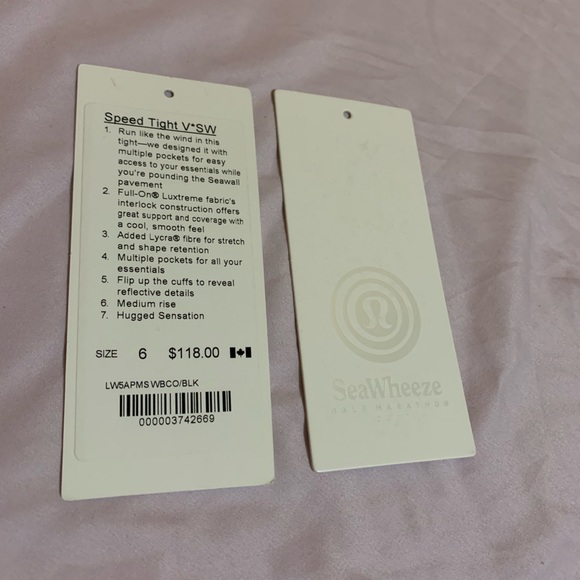 Speed Tight V*SW
1. Run like the wind in this
tight—we designed it with
multiple pockets for easy
access to your essentials while
you're pounding the Seawall
pavement
2. Full-On® Luxtreme fabric's
interlock construction offers
great support and coverage with
a cool, smooth feel
3. Added Lycra® fibre for stretch
and shape retention
4. Multiple pockets for all your
essentials
5. Flip up the cuffs to reveal
reflective details
6. Medium rise
7. Hugged Sensation
SIZE 6 $118.00
LW5APMS WBCO/BLK
000003742669
SeaWheeze
HALF MARATHON